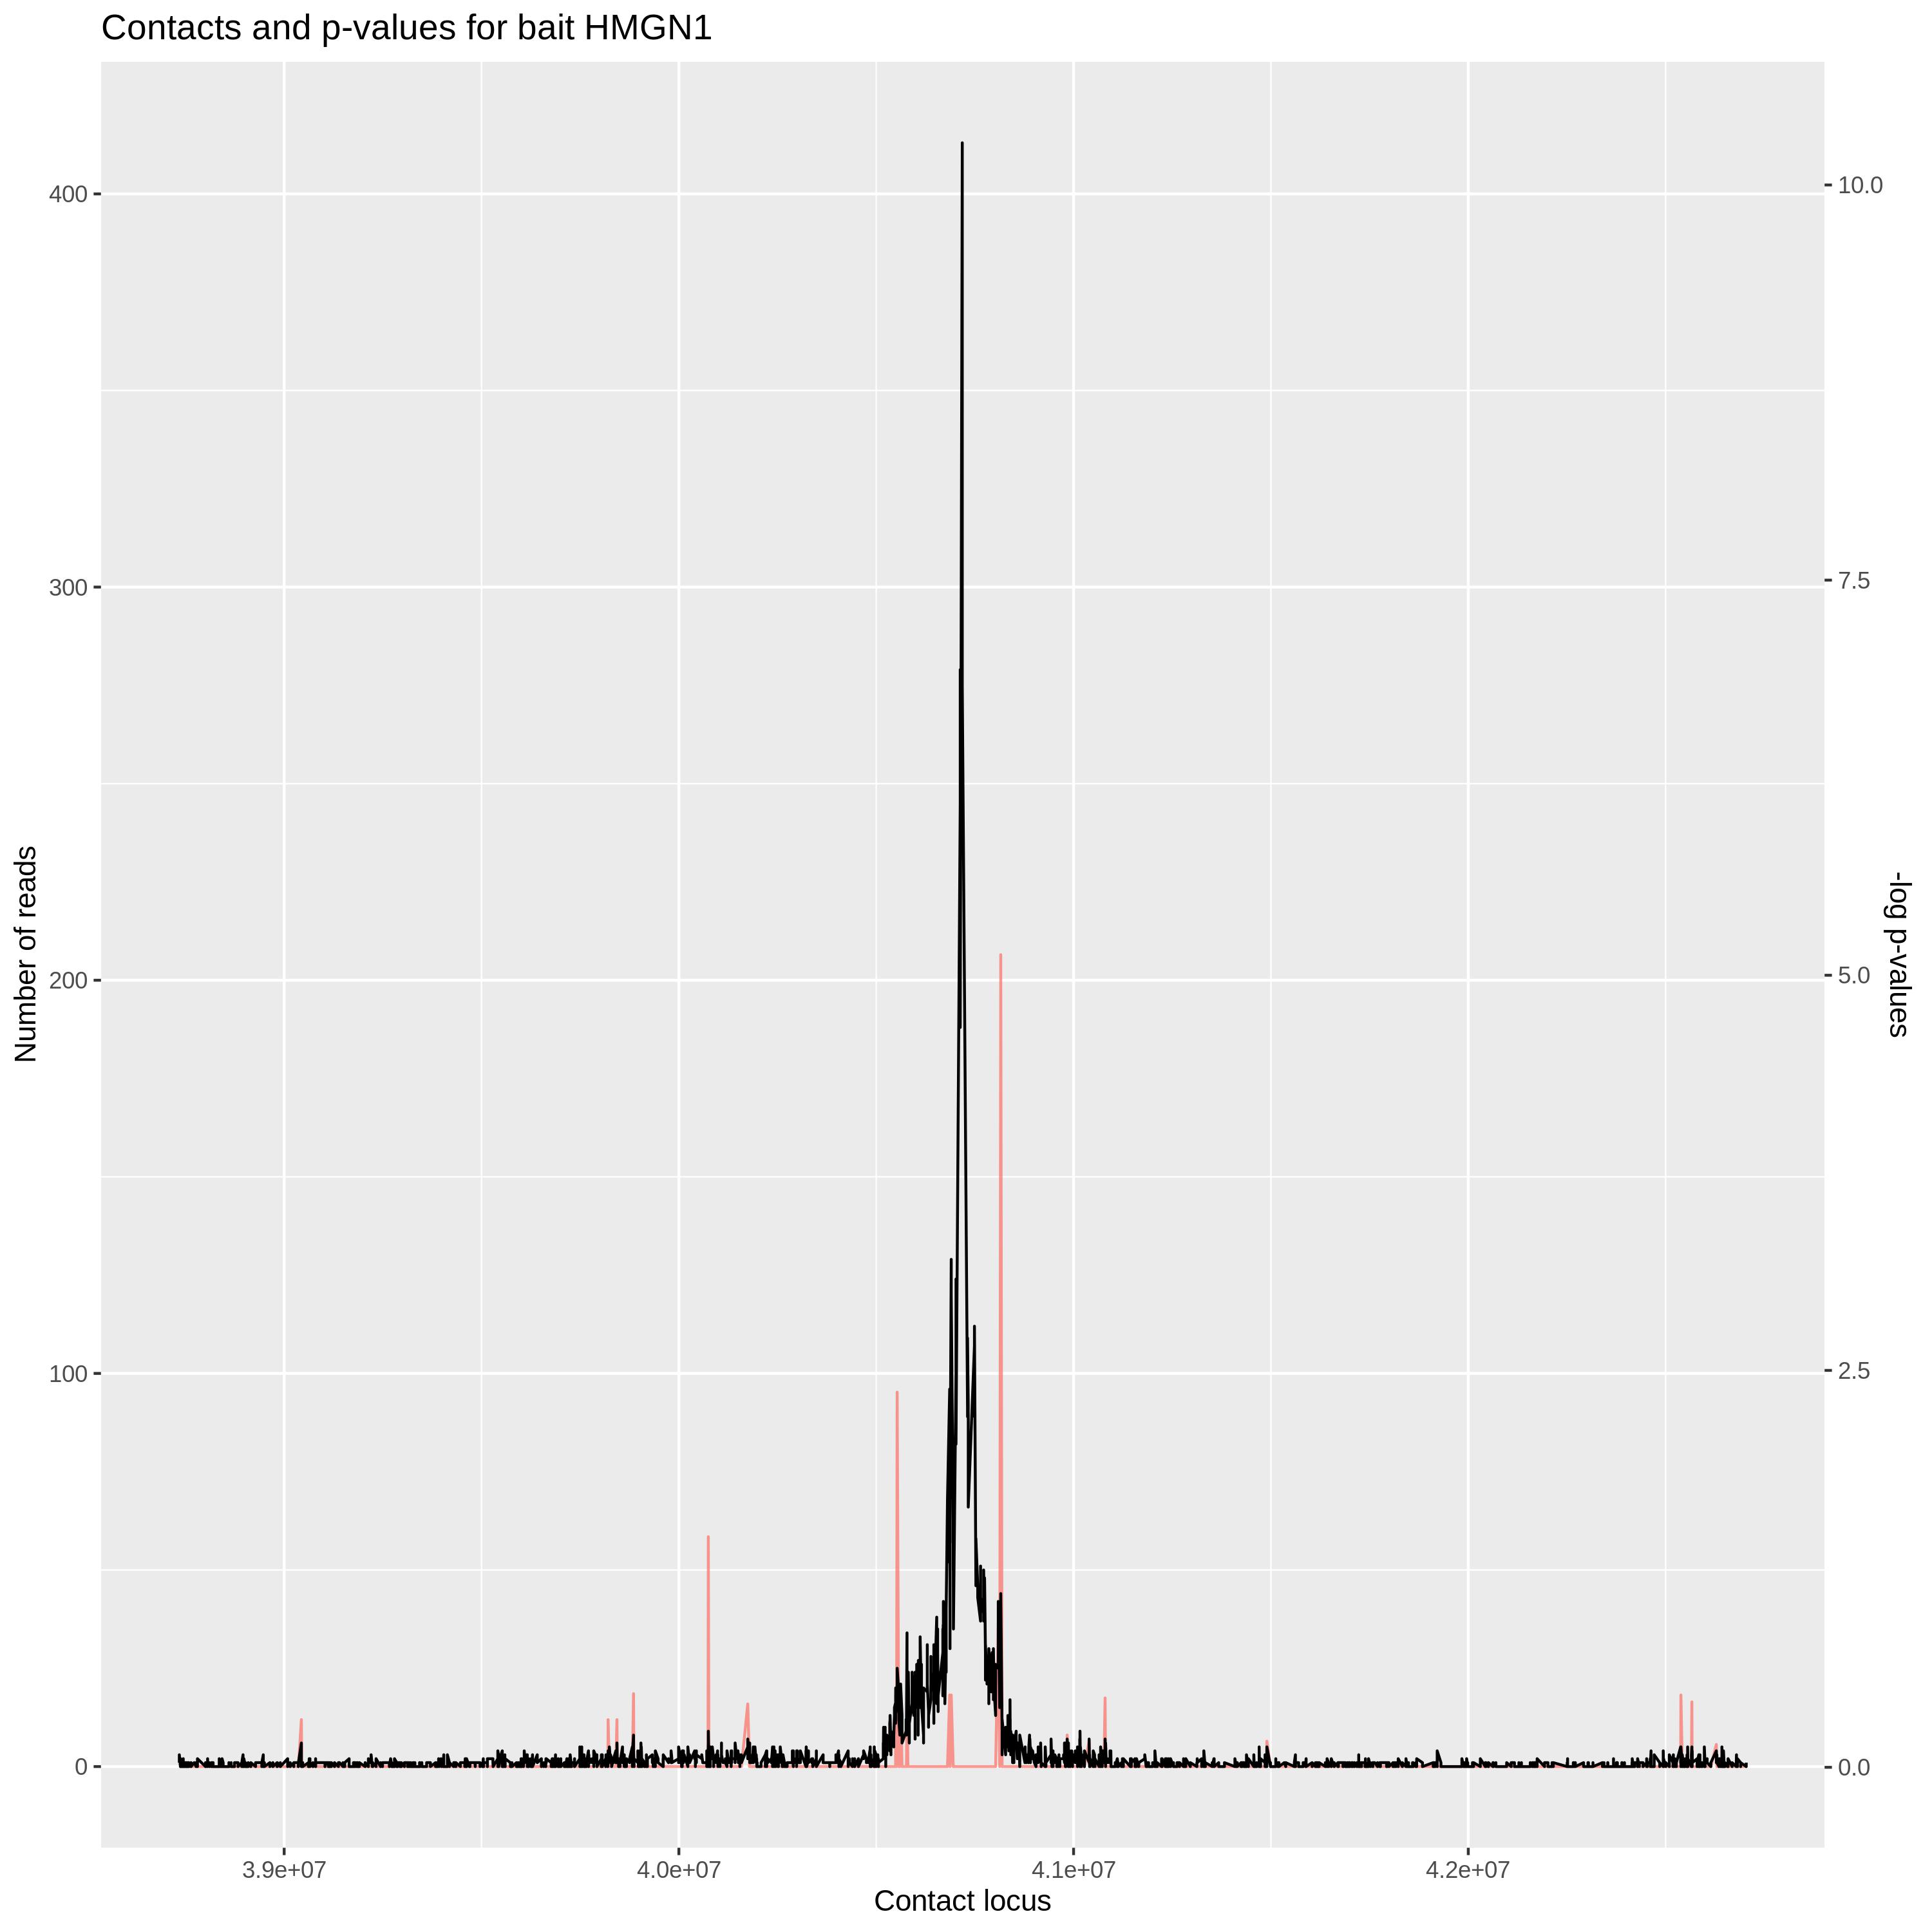 Contacts and p-values for bait HMGN1
400
300
200
100
0
10.0
7.5
5.0
2.5
0.0
Number of reads
-log p-values
3.9e+07
4.0e+07
4.1e+07
4.2e+07
Contact locus